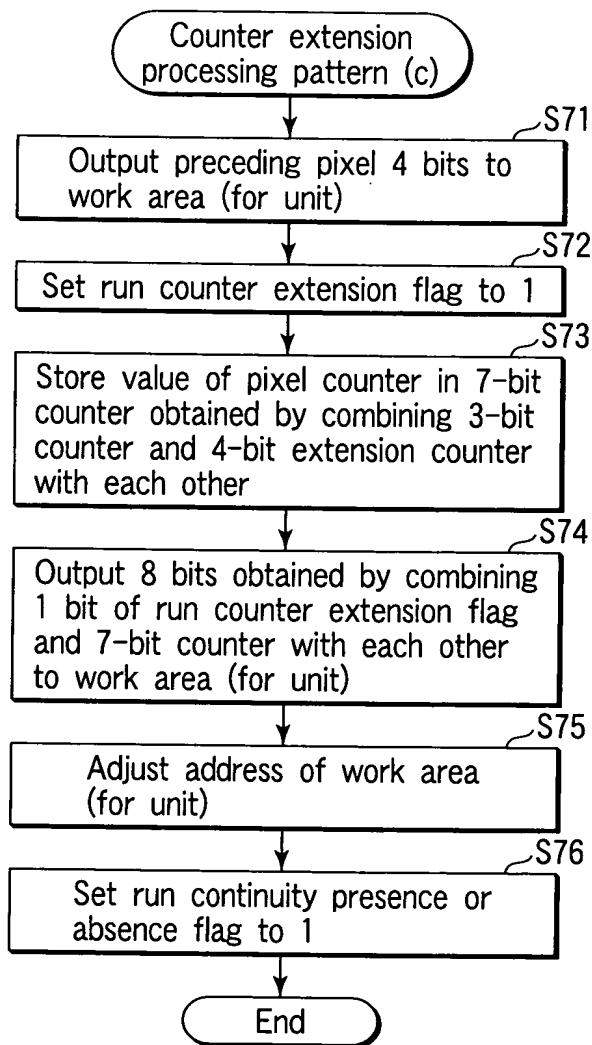 Counter extension
processing pattern (c)
S71
Output preceding pixel 4 bits to
work area (for unit)
S72
Set run counter extension flag to 1
S73
Store value of pixel counter in 7-bit
counter obtained by combining 3-bit
counter and 4-bit extension counter
with each other
S74
Output 8 bits obtained by combining
1 bit of run counter extension flag
and 7-bit counter with each other
to work area (for unit)
S75
Adjust address of work area
(for unit)
S76
Set run continuity presence or
absence flag to 1
End